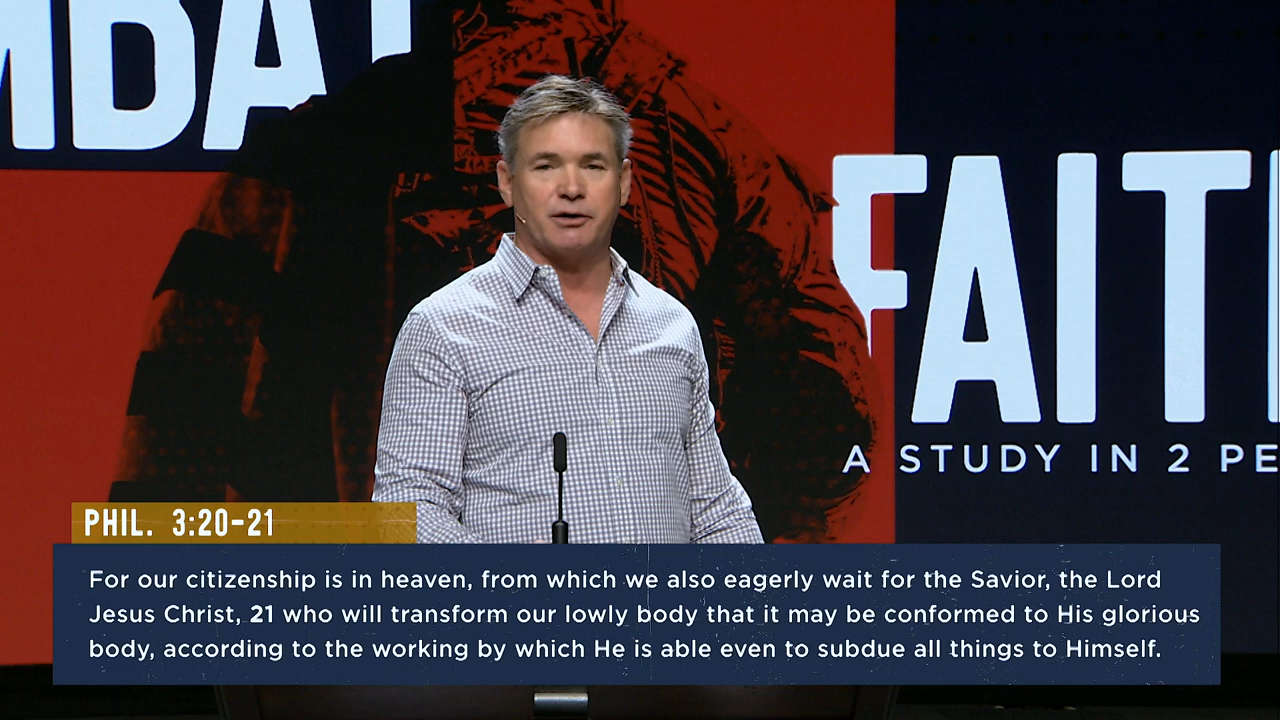 FAIT
A STUDY IN 2 PE
PHIL. 3:20-21
For our citizenship is in heaven, from which we also eagerly wait for the Savior, the Lord
Jesus Christ, 21 who will transform our lowly body that it may be conformed to His glorious
body, according to the working by which He is able even to subdue all things to Himself.